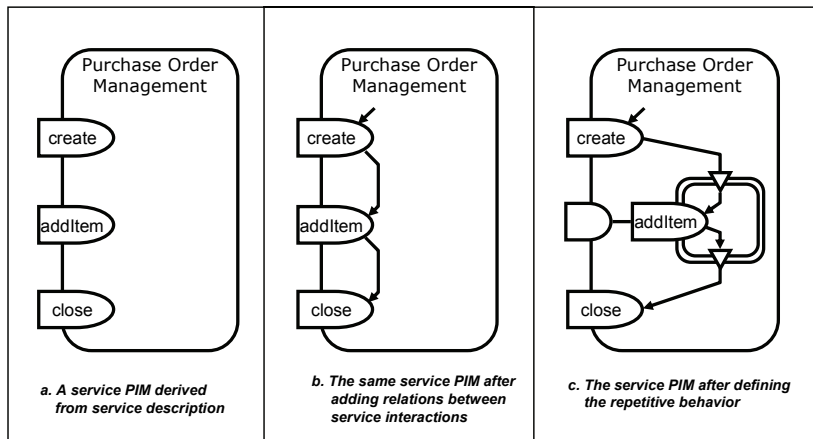 Purchase Order
Management
create
addItem
close
a. A service PIM derived
from service description
Purchase Order
Management
create
addItem
close
b. The same service PIM after
adding relations between
service interactions
Purchase Order
Management
create
addItem
close
c. The service PIM after defining
the repetitive behavior